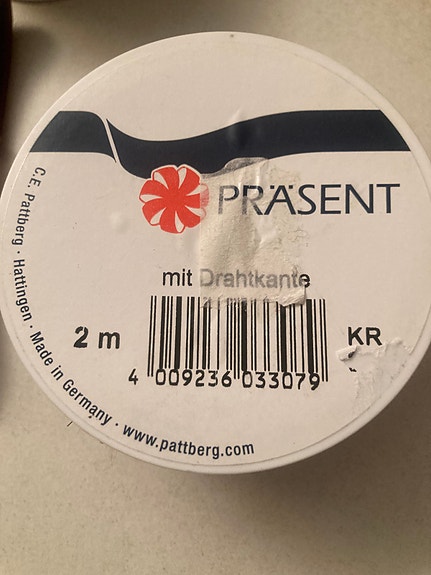 PRÄSENT
mit Drahtkante
2 m
KR
4 009236 033079
C.E. Pattberg · Hattingen · Made in Germany · www.pattberg.com